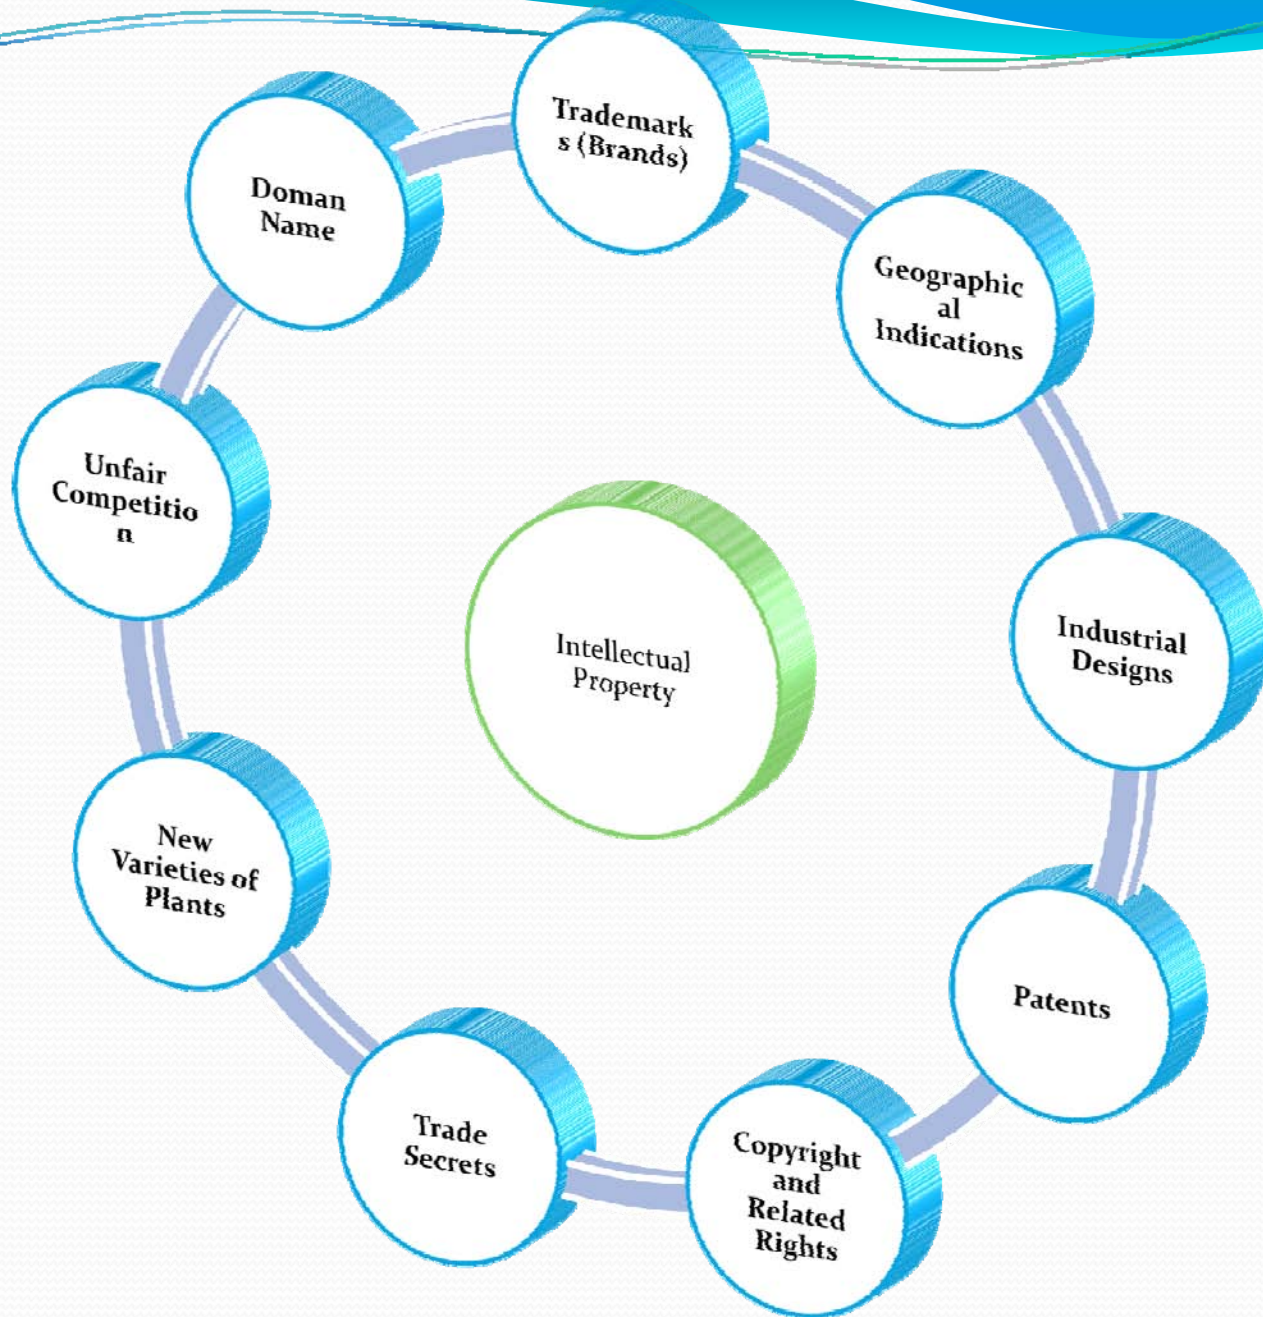 Trademark
s (Brands)
Geographic
al
Indications
Industrial
Designs
Patents
Copyright
and
Related
Rights
Trade
Secrets
New
Varieties of
Plants
Unfair
Competitio
n
Doman
Name
Intellectual
Property